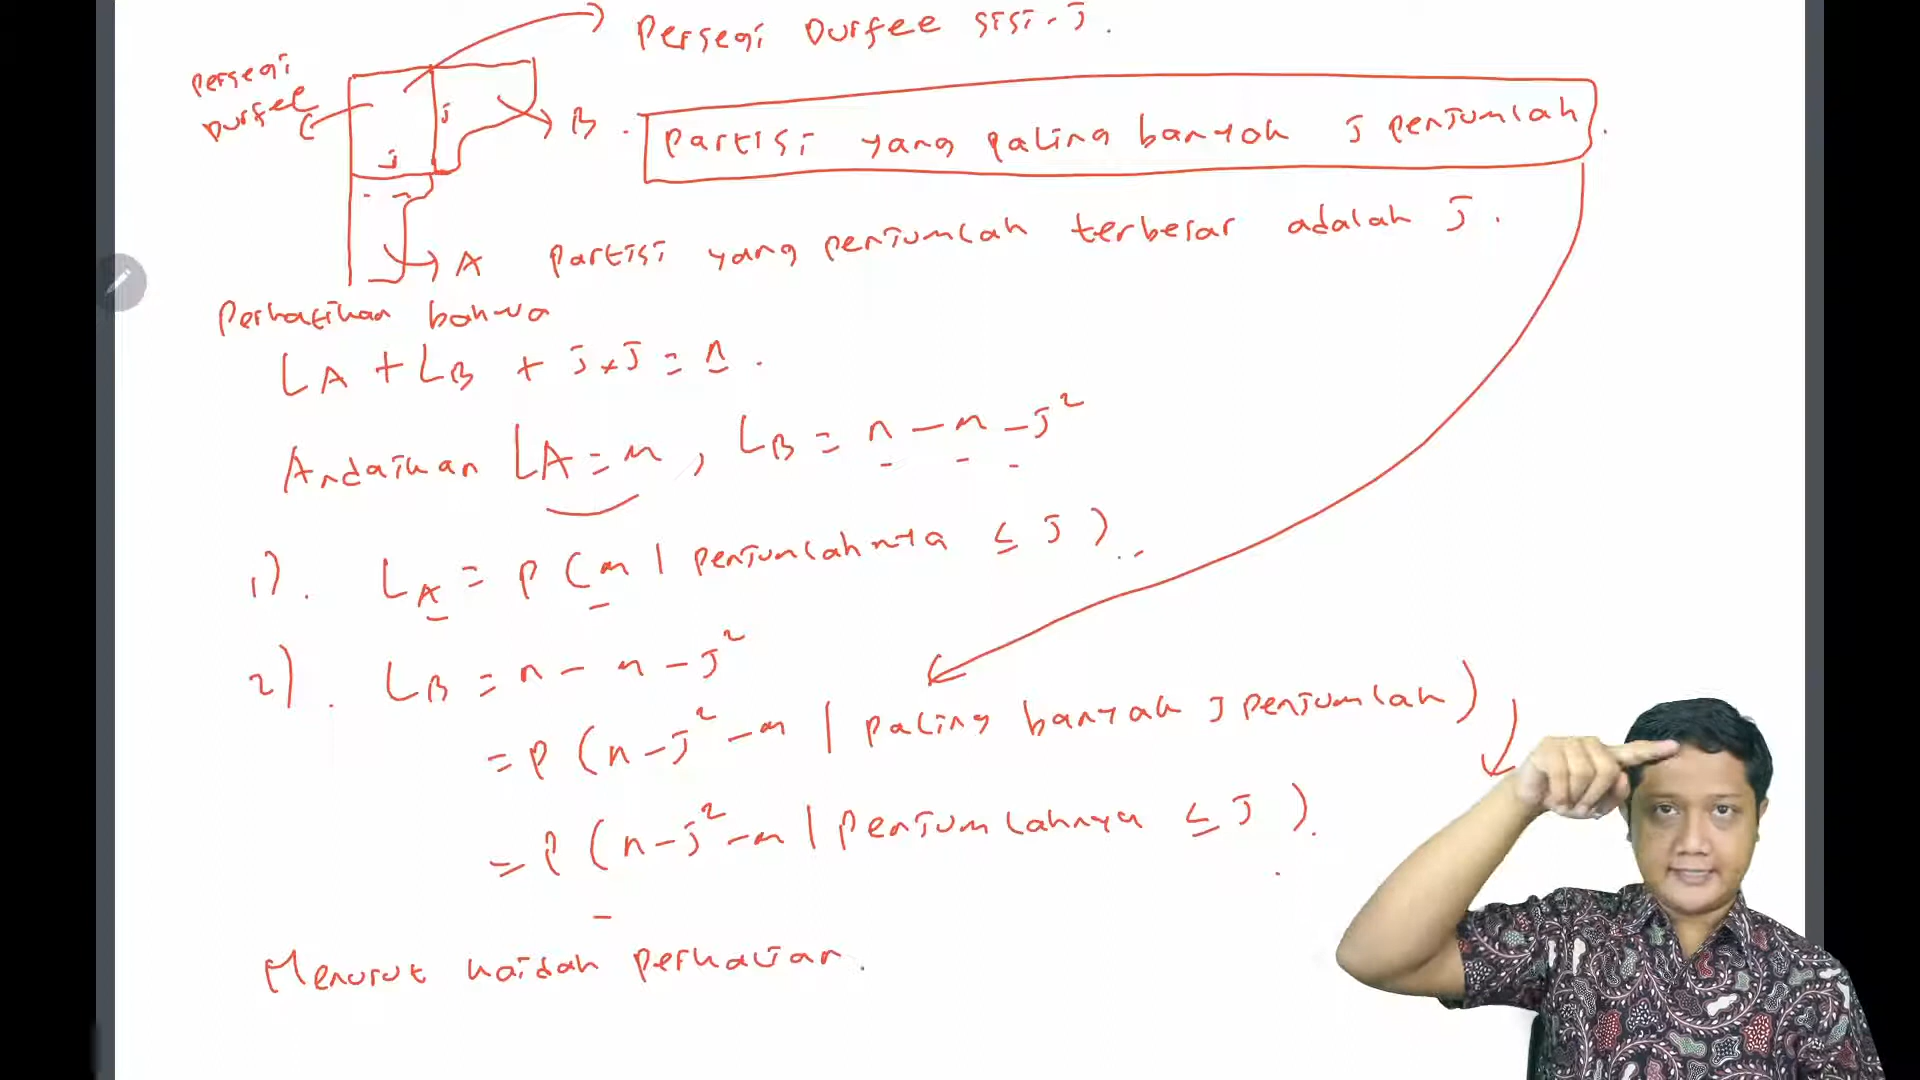 Persegi Durfee sisi-j.
Persegi
Durfee
j
j
B.
Partisi yang paling banyak j penjumlah.
A Partisi yang penjumlah terbesar adalah j.
Perhatikan bahwa
LA + LB + j×j = n.
Andaikan LA = m, LB = n - m - j²
1). LA = P(m | penjumlahnya ≤ j)..
2). LB = n - m - j²
= P(n-j²-m | paling banyak j penjumlah)
= P(n-j²-m | penjumlahnya ≤ j).
Menurut kaidah perkalian.